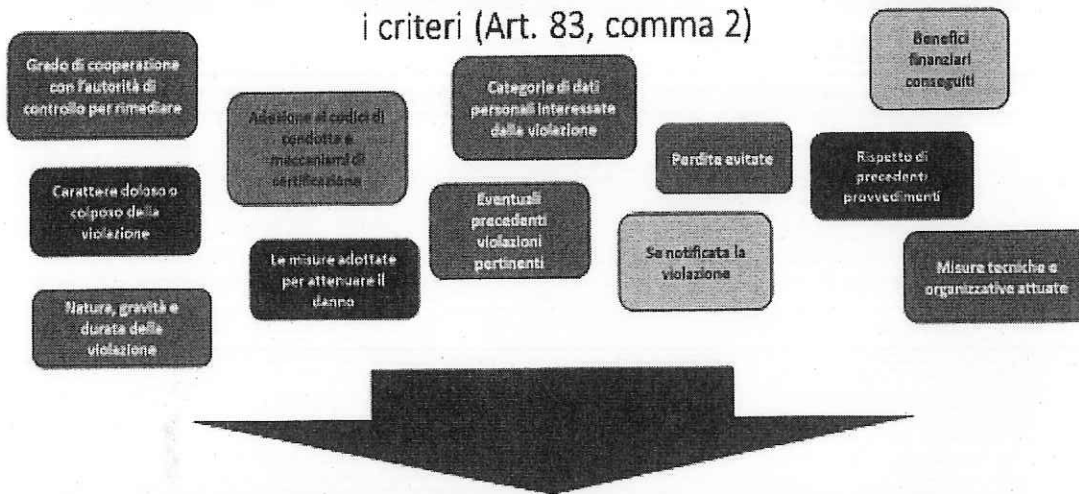 i criteri (Art. 83, comma 2)
Grado di cooperazione
con l'autorità di
controllo per rimediare
Adesione ai codici di
condotta e
meccanismi di
certificazione
Categorie di dati
personali interessate
dalla violazione
Benefici
finanziari
conseguiti
Perdite evitate
Rispetto di
precedenti
provvedimenti
Carattere doloso o
colposo della
violazione
Eventuali
precedenti
violazioni
pertinenti
Le misure adottate
per attenuare il
danno
Se notificata la
violazione
Misure tecniche e
organizzative attuate
Natura, gravità e
durata della
violazione